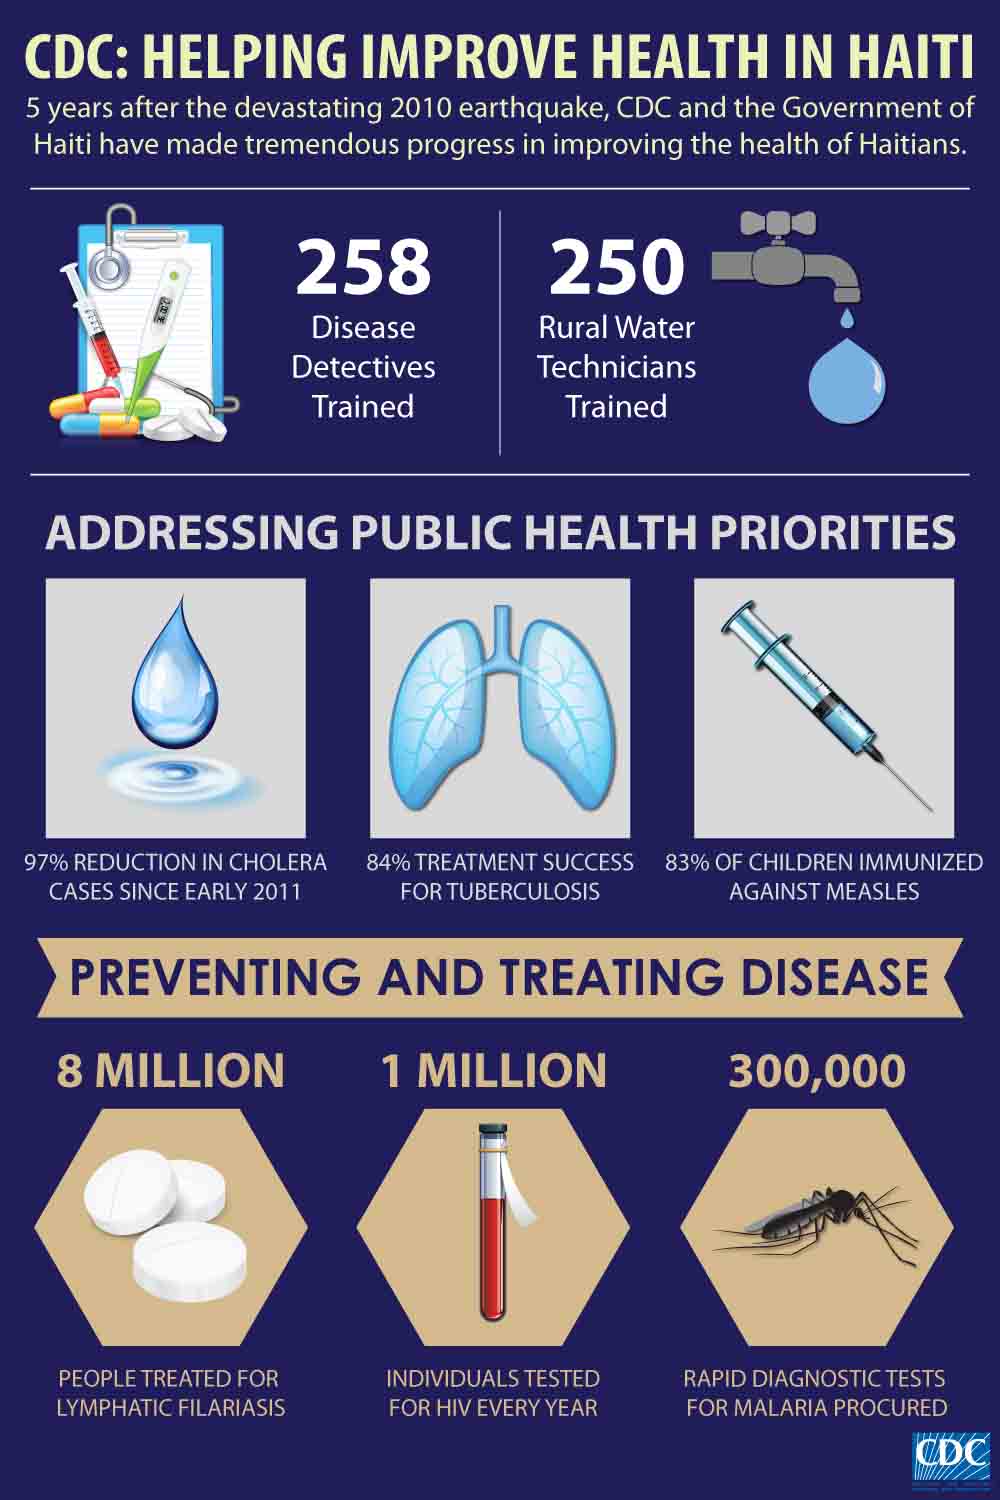 CDC: HELPING IMPROVE HEALTH IN HAITI
5 years after the devastating 2010 earthquake, CDC and the Government of
Haiti have made tremendous progress in improving the health of Haitians.
258
Disease
Detectives
Trained
250
Rural Water
Technicians
Trained
ADDRESSING PUBLIC HEALTH PRIORITIES
97% REDUCTION IN CHOLERA
CASES SINCE EARLY 2011
84% TREATMENT SUCCESS
FOR TUBERCULOSIS
83% OF CHILDREN IMMUNIZED
AGAINST MEASLES
PREVENTING AND TREATING DISEASE
8 MILLION
PEOPLE TREATED FOR
LYMPHATIC FILARIASIS
1 MILLION
INDIVIDUALS TESTED
FOR HIV EVERY YEAR
300,000
RAPID DIAGNOSTIC TESTS
FOR MALARIA PROCURED
CDC